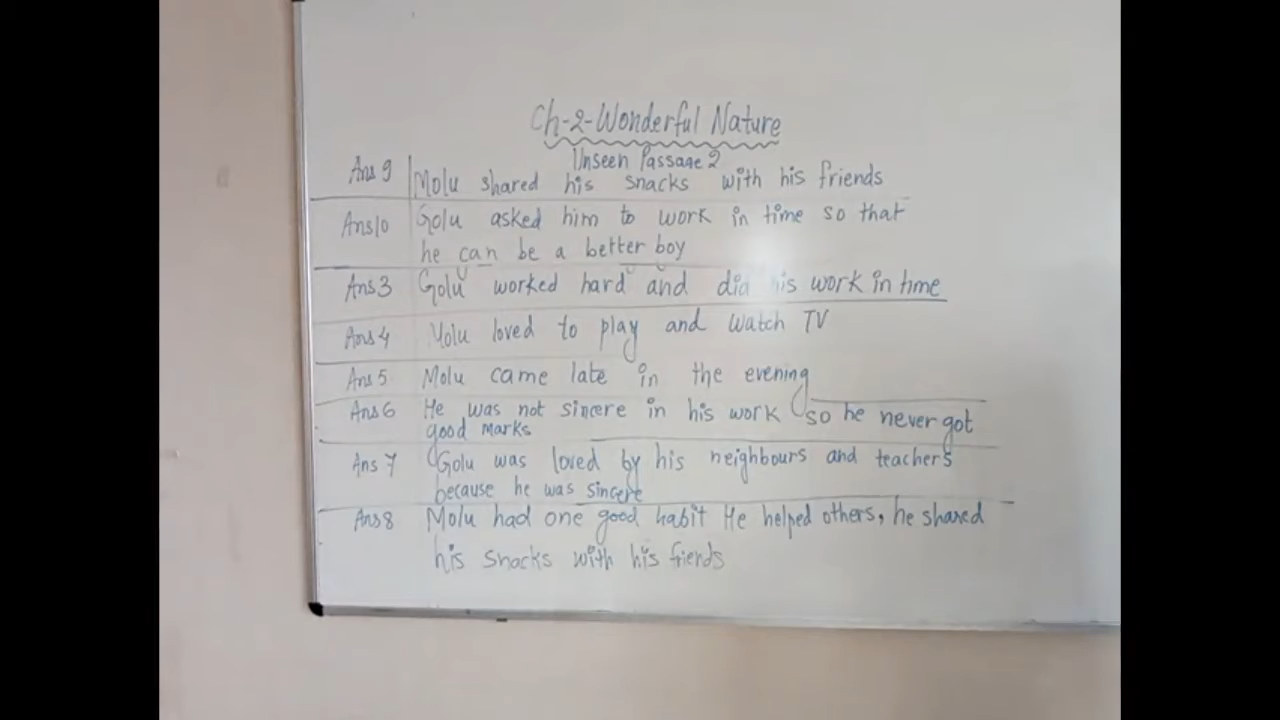 Ch-2-Wonderful Nature
Unseen Passage 2
Ans 9 Molu shared his snacks with his friends
Ans10 Golu asked him to work in time so that
he can be a better boy
Ans 3 Golu worked hard and did his work in time
Ans 4 Molu loved to play and watch TV
Ans 5 Molu came late in the evening
Ans 6 He was not sincere in his work so he never got
good marks
Ans 7 Golu was loved by his neighbours and teachers
because he was sincere
Ans 8 Molu had one good habit He helped others, he shared
his snacks with his friends